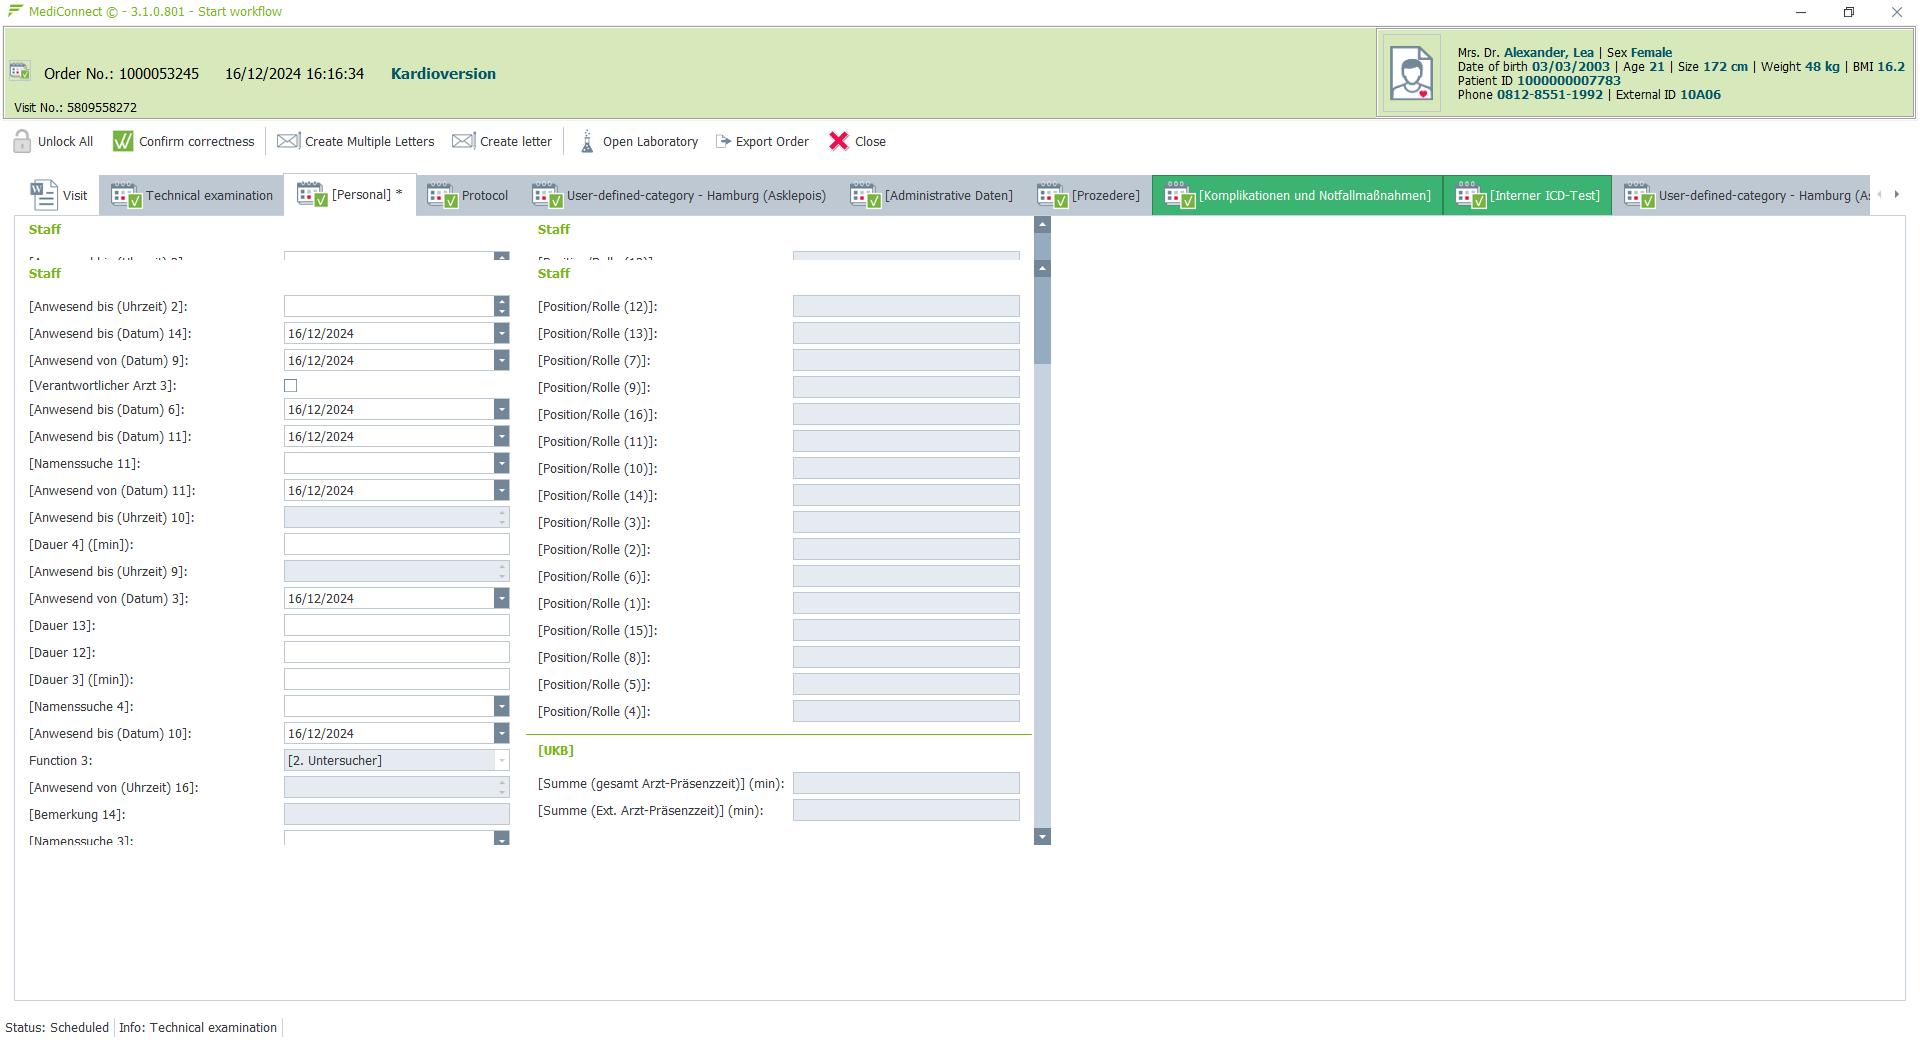 MediConnect © - 3.1.0.801 - Start workflow
Order No.: 1000053245 16/12/2024 16:16:34 Kardioversion
Visit No.: 5809558272
Mrs. Dr. Alexander, Lea | Sex Female
Date of birth 03/03/2003 | Age 21 | Size 172 cm | Weight 48 kg | BMI 16.2
Patient ID 1000000007783
Phone 0812-8551-1992 | External ID 10A06
Unlock All Confirm correctness Create Multiple Letters Create letter Open Laboratory Export Order Close
Visit Technical examination [Personal] * Protocol User-defined-category - Hamburg (Asklepois) [Administrative Daten] [Prozedere] [Komplikationen und Notfallmaßnahmen] [Interner ICD-Test] User-defined-category - Hamburg (As
Staff
Staff
[Anwesend bis (Uhrzeit) 2]:
[Anwesend bis (Datum) 14]: 16/12/2024
[Anwesend von (Datum) 9]: 16/12/2024
[Verantwortlicher Arzt 3]:
[Anwesend bis (Datum) 6]: 16/12/2024
[Anwesend bis (Datum) 11]: 16/12/2024
[Namenssuche 11]:
[Anwesend von (Datum) 11]: 16/12/2024
[Anwesend bis (Uhrzeit) 10]:
[Dauer 4] ([min]):
[Anwesend bis (Uhrzeit) 9]:
[Anwesend von (Datum) 3]: 16/12/2024
[Dauer 13]:
[Dauer 12]:
[Dauer 3] ([min]):
[Namenssuche 4]:
[Anwesend bis (Datum) 10]: 16/12/2024
Function 3: [2. Untersucher]
[Anwesend von (Uhrzeit) 16]:
[Bemerkung 14]:
[Namenssuche 3]:
Staff
Staff
[Position/Rolle (12)]:
[Position/Rolle (13)]:
[Position/Rolle (7)]:
[Position/Rolle (9)]:
[Position/Rolle (16)]:
[Position/Rolle (11)]:
[Position/Rolle (10)]:
[Position/Rolle (14)]:
[Position/Rolle (3)]:
[Position/Rolle (2)]:
[Position/Rolle (6)]:
[Position/Rolle (1)]:
[Position/Rolle (15)]:
[Position/Rolle (8)]:
[Position/Rolle (5)]:
[Position/Rolle (4)]:
[UKB]
[Summe (gesamt Arzt-Präsenzzeit)] (min):
[Summe (Ext. Arzt-Präsenzzeit)] (min):
Status: Scheduled Info: Technical examination